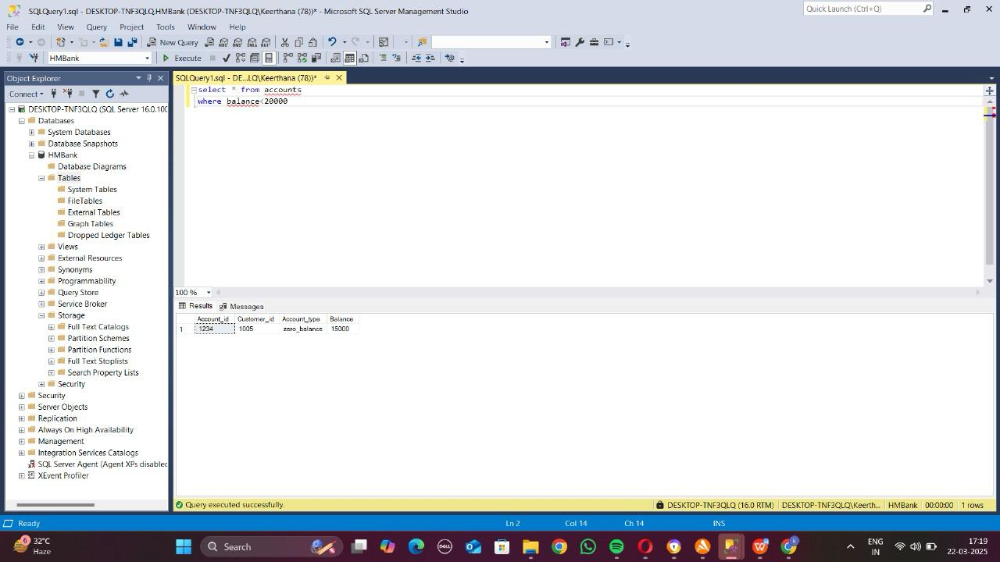 SQLQuery1.sql - DESKTOP-TNF3QLQ.HMBank (DESKTOP-TNF3QLQ\Keerthana (78))* - Microsoft SQL Server Management Studio
Quick Launch (Ctrl+Q)
File Edit View Query Project Tools Window Help
New Query
HMBank Execute
Object Explorer
SQLQuery1.sql - DE...LQ\Keerthana (78))*
Connect
select * from accounts
where balance<20000
DESKTOP-TNF3QLQ (SQL Server 16.0.100
Databases
System Databases
Database Snapshots
HMBank
Database Diagrams
Tables
System Tables
FileTables
External Tables
Graph Tables
Dropped Ledger Tables
Views
External Resources
Synonyms
Programmability
Query Store
Service Broker
Storage
Full Text Catalogs
Partition Schemes
Partition Functions
Full Text Stoplists
Search Property Lists
Security
Security
Server Objects
Replication
Always On High Availability
Management
Integration Services Catalogs
SQL Server Agent (Agent XPs disabled
XEvent Profiler
100 %
Results Messages
Account_id Customer_id Account_type Balance
1 1234 1005 zero_balance 15000
Query executed successfully.
DESKTOP-TNF3QLQ (16.0 RTM) DESKTOP-TNF3QLQ\Keerth... HMBank 00:00:00 1 rows
Ready Ln 2 Col 14 Ch 14 INS
32°C
Haze
Search
ENG
IN
17:19
22-03-2025